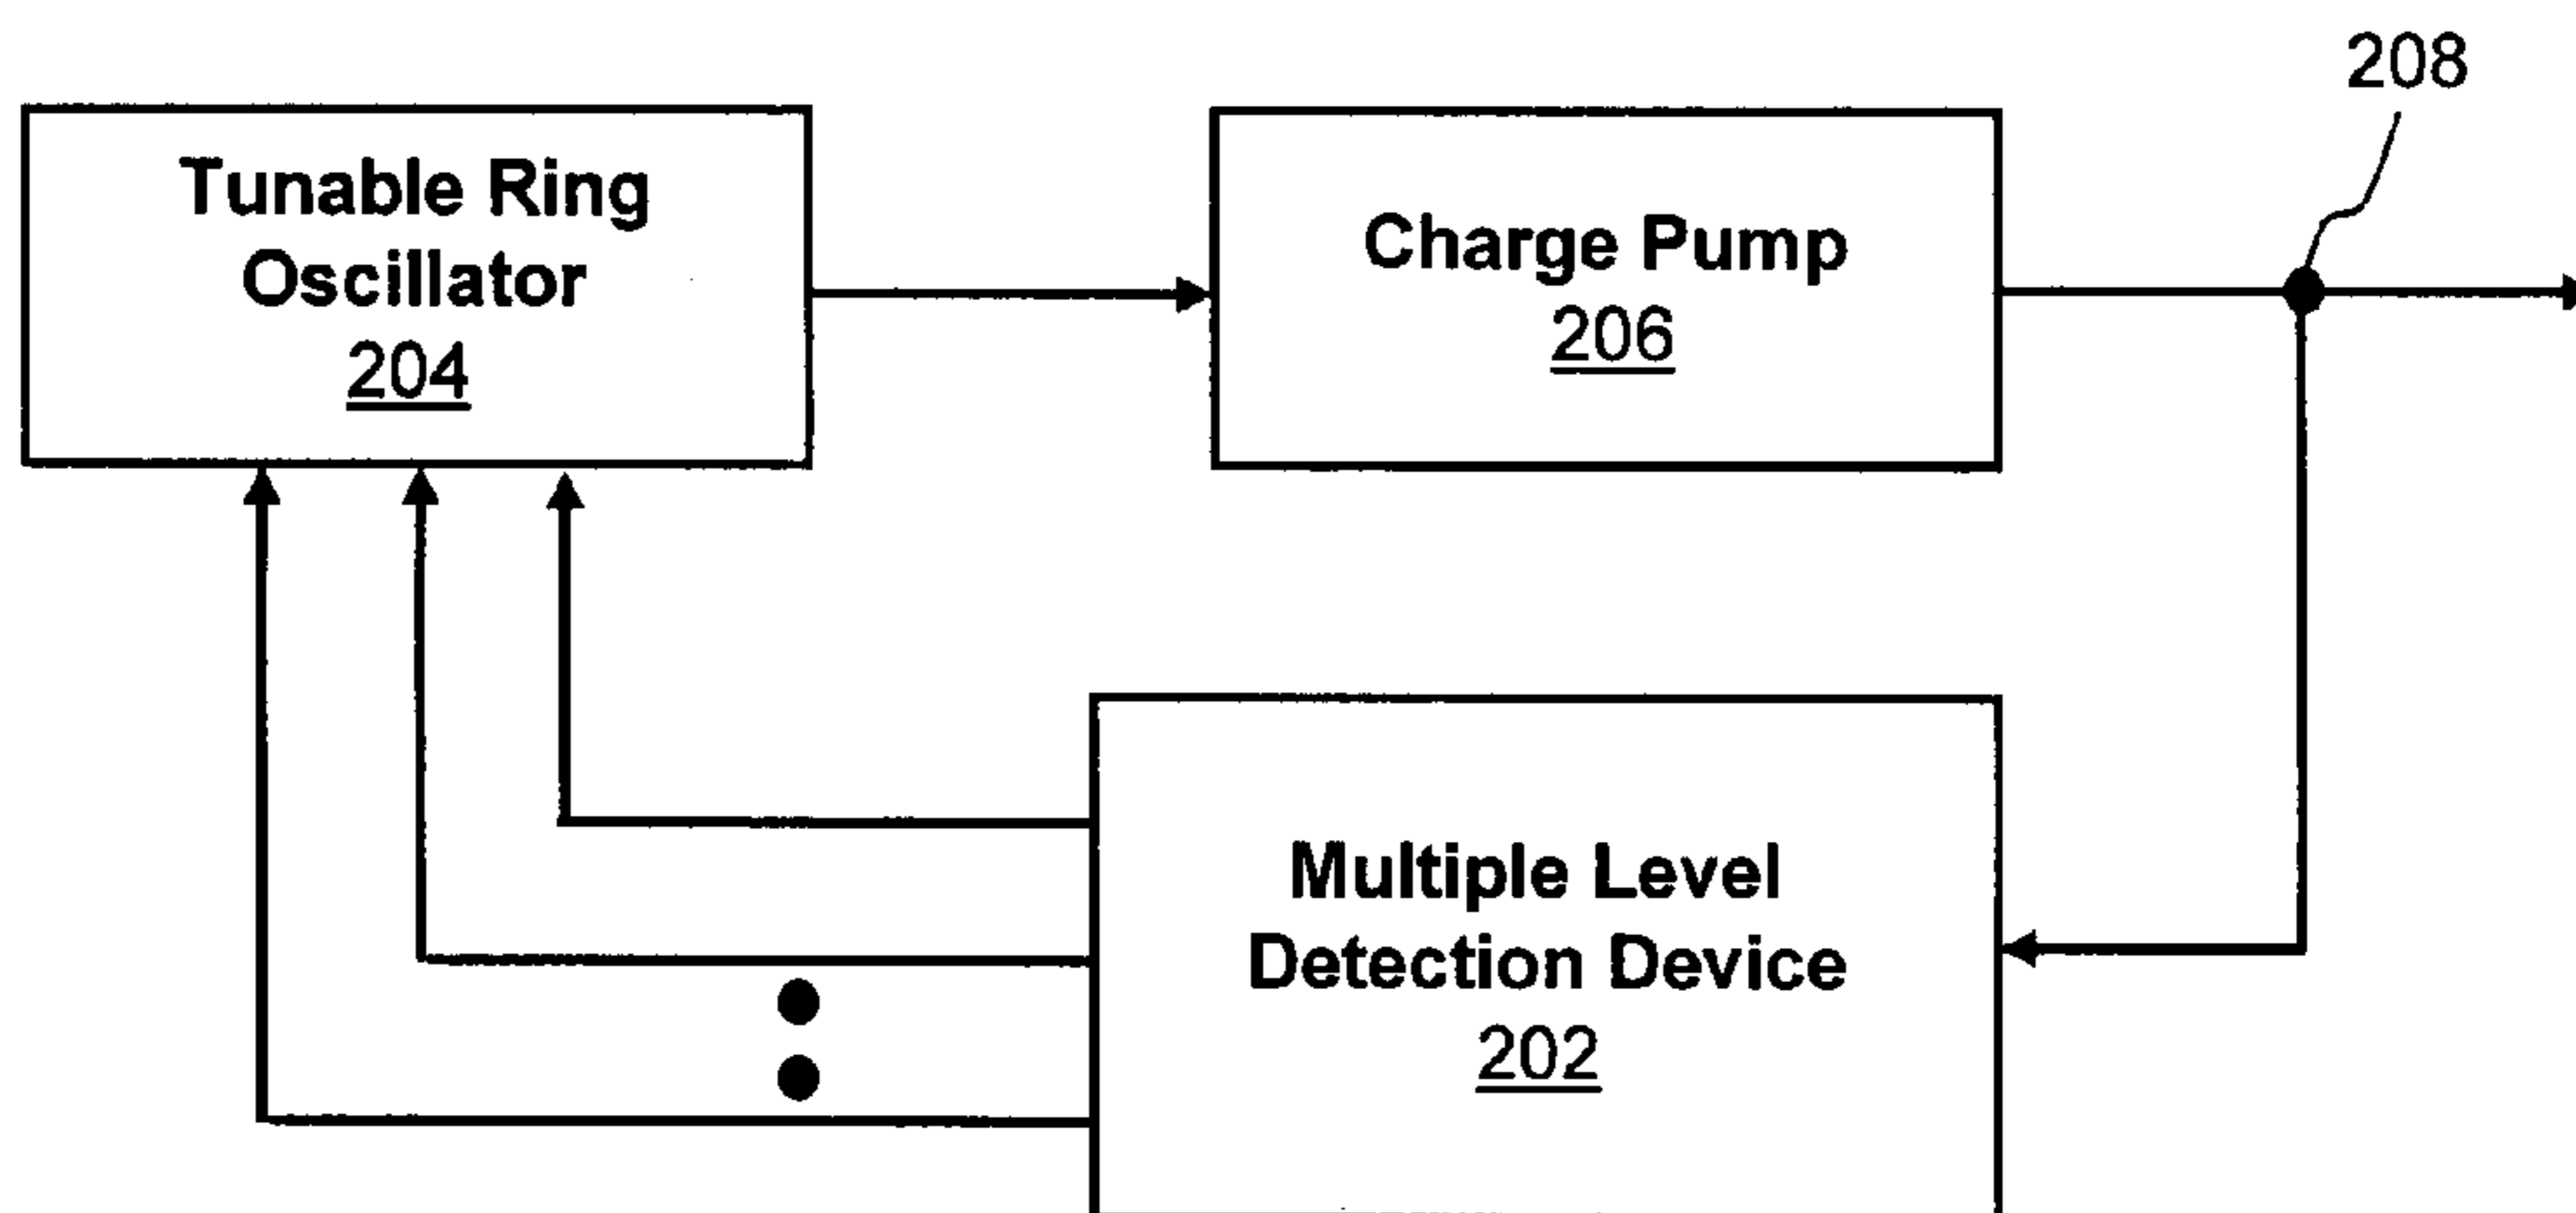 208
Tunable Ring
Oscillator
204
Charge Pump
206
Multiple Level
Detection Device
202